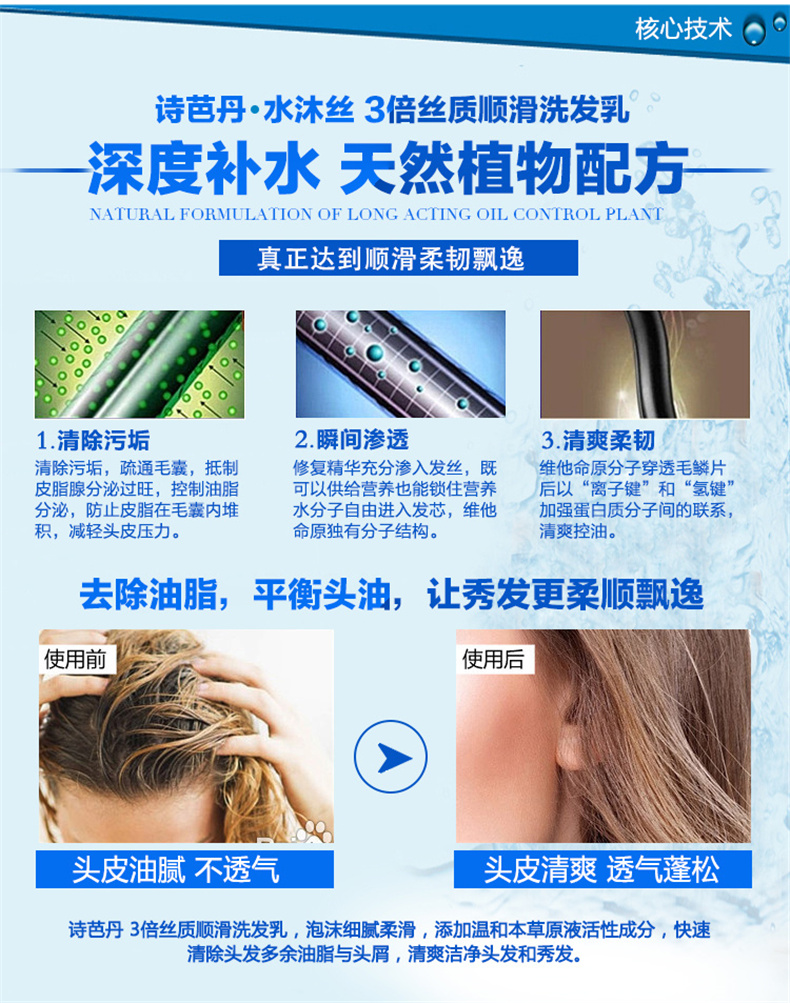 核心技术
诗芭丹·水沐丝 3倍丝质顺滑洗发乳
深度补水 天然植物配方
NATURAL FORMULATION OF LONG ACTING OIL CONTROL PLANT
真正达到顺滑柔韧飘逸
1.清除污垢
清除污垢，疏通毛囊，抵制
皮脂腺分泌过旺，控制油脂
分泌，防止皮脂在毛囊内堆
积，减轻头皮压力。
2.瞬间渗透
修复精华充分渗入发丝，既
可以供给营养也能锁住营养
水分子自由进入发芯，维他
命原独有分子结构。
3.清爽柔韧
维他命原分子穿透毛鳞片
后以“离子键”和“氢键”
加强蛋白质分子间的联系，
清爽控油。
去除油脂，平衡头油，让秀发更柔顺飘逸
使用前
使用后
头皮油腻 不透气
头皮清爽 透气蓬松
诗芭丹 3倍丝质顺滑洗发乳，泡沫细腻柔滑，添加温和本草原液活性成分，快速
清除头发多余油脂与头屑，清爽洁净头发和秀发。